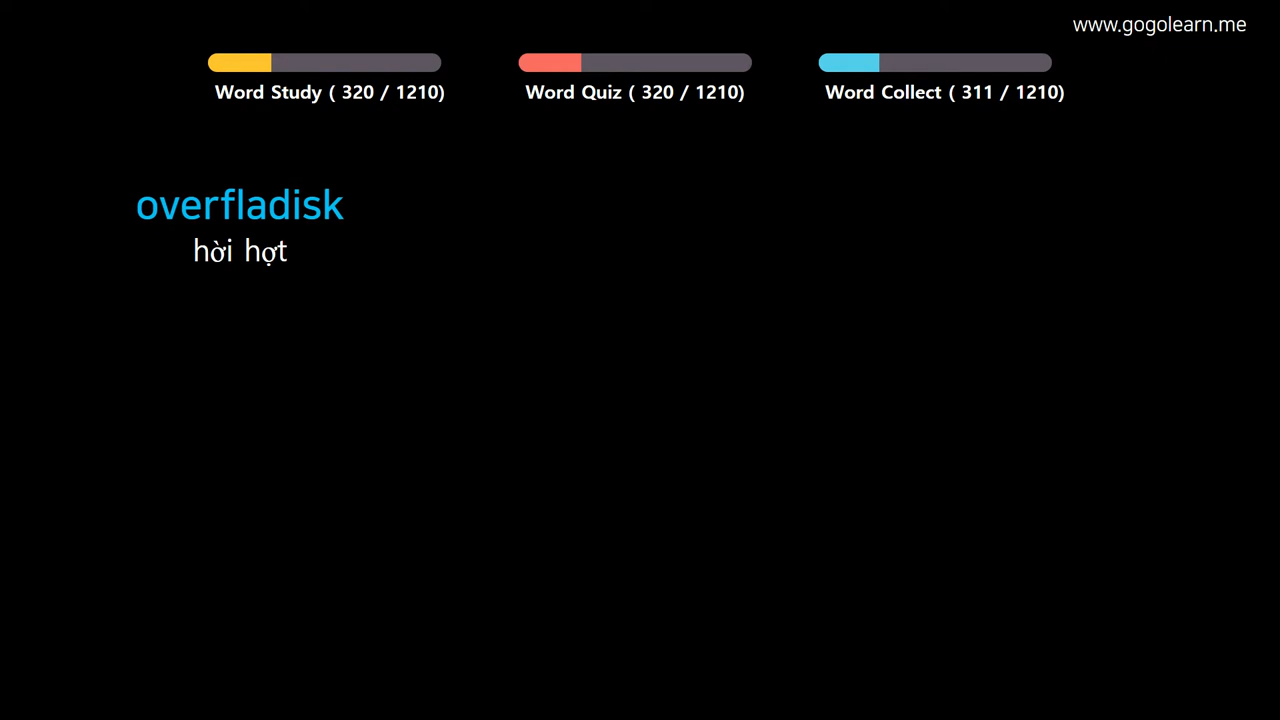 www.gogolearn.me
Word Study ( 320 / 1210)
Word Quiz ( 320 / 1210)
Word Collect ( 311 / 1210)
overfladisk
hời hợt